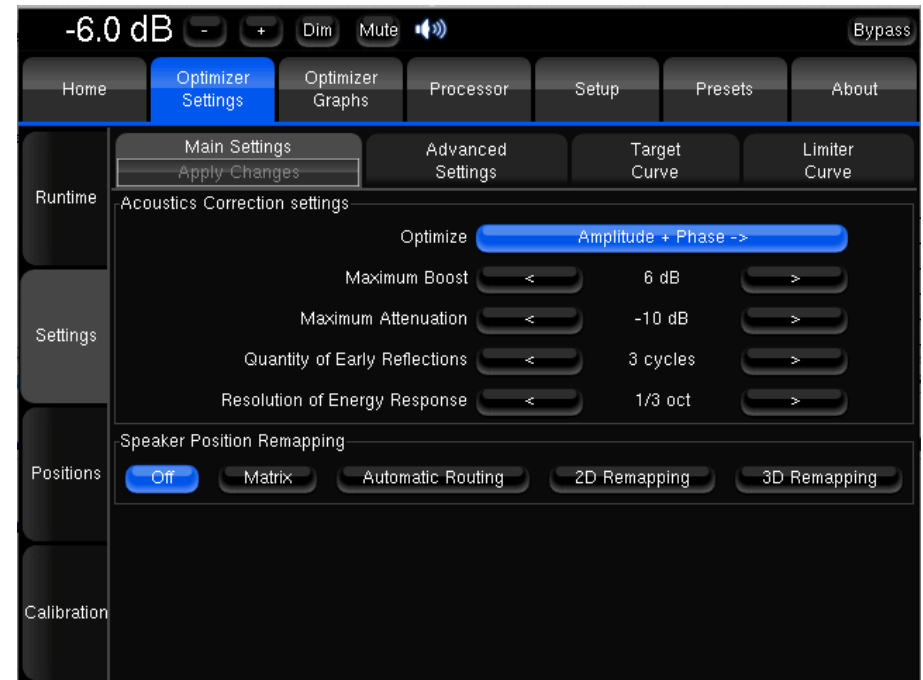 -6.0 dB - + Dim Mute Bypass
Home Optimizer Settings Optimizer Graphs Processor Setup Presets About
Main Settings Advanced Settings Target Curve Limiter Curve
Apply Changes
Runtime
Acoustics Correction settings
Optimize Amplitude + Phase ->
Maximum Boost < 6 dB >
Maximum Attenuation < -10 dB >
Settings
Quantity of Early Reflections < 3 cycles >
Resolution of Energy Response < 1/3 oct >
Speaker Position Remapping
Positions
Off Matrix Automatic Routing 2D Remapping 3D Remapping
Calibration